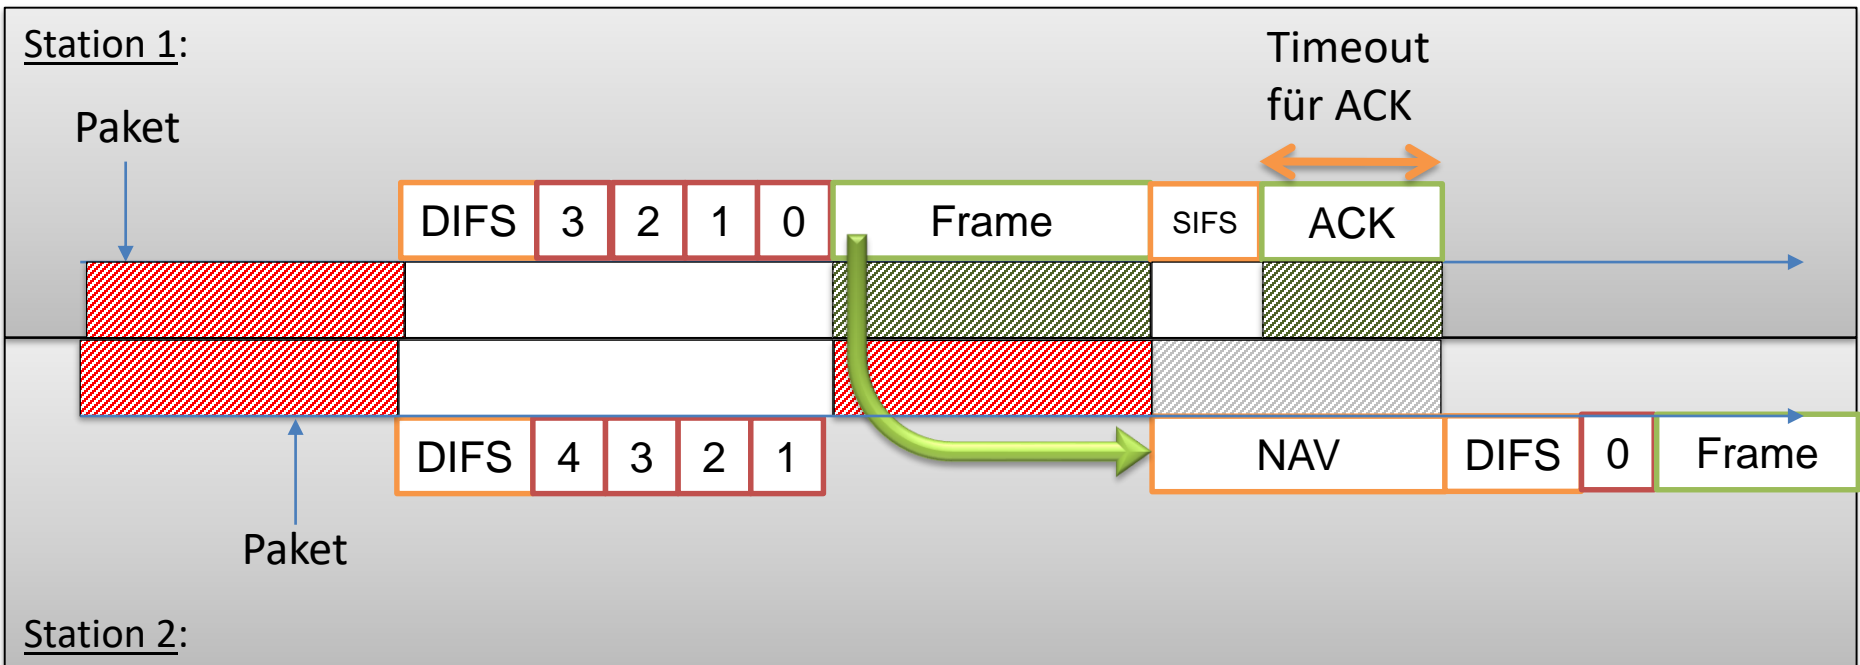 Station 1:
Timeout
für ACK
Paket
DIFS 3 2 1 0 Frame SIFS ACK
DIFS 4 3 2 1 NAV DIFS 0 Frame
Paket
Station 2: